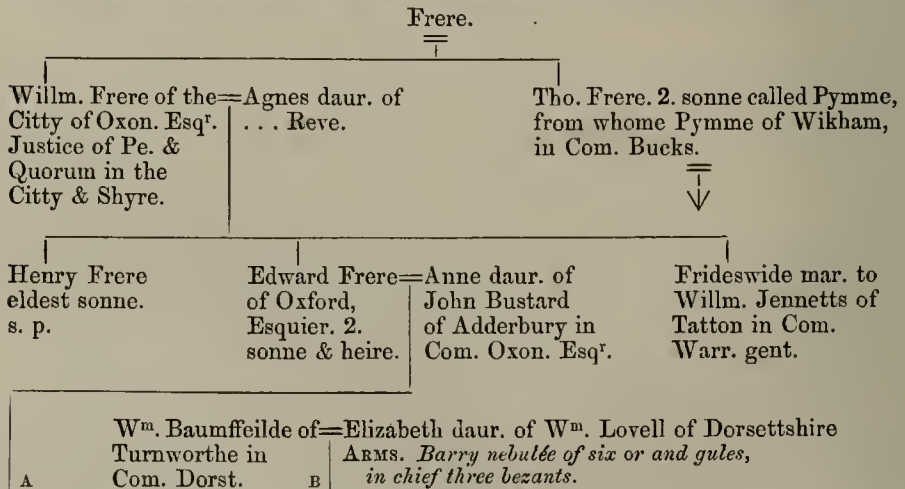 Frere.
Willm. Frere of the=Agnes daur. of
Citty of Oxon. Esqr. . . . Reve.
Justice of Pe. &
Quorum in the
Citty & Shyre.
Tho. Frere. 2. sonne called Pymme,
from whome Pymme of Wikham,
in Com. Bucks.
Henry Frere
eldest sonne.
s. p.
Edward Frere=Anne daur. of
of Oxford, John Bustard
Esquier. 2. of Adderbury in
sonne & heire. Com. Oxon. Esqr.
Frideswide mar. to
Willm. Jennetts of
Tatton in Com.
Warr. gent.
Wm. Baumffeilde of=Elizabeth daur. of Wm. Lovell of Dorsettshire
Turnworthe in ARMS. Barry nebulée of six or and gules,
A Com. Dorst. B in chief three bezants.